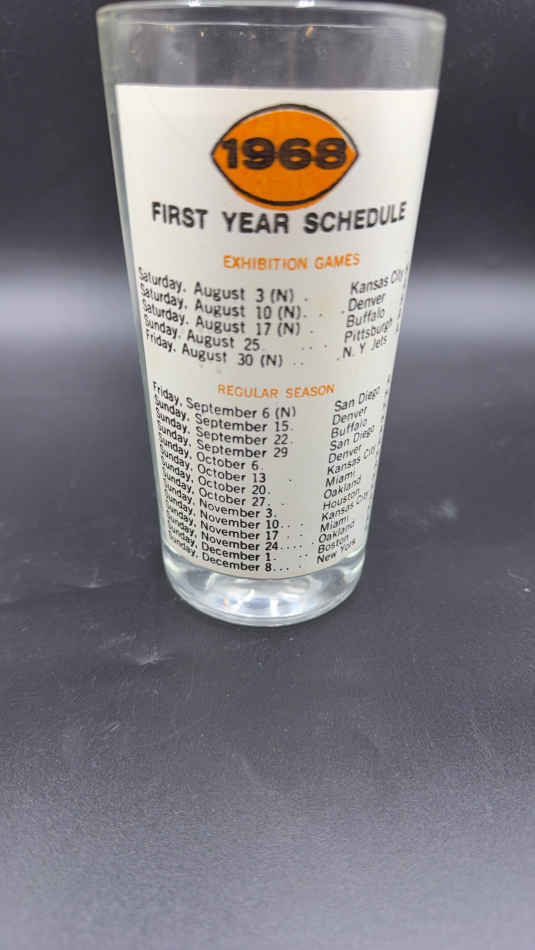 1968
FIRST YEAR SCHEDULE
EXHIBITION GAMES
Saturday, August 3 (N) . Kansas City
Saturday, August 10 (N). . . Denver
Saturday, August 17 (N) . Buffalo
Sunday, August 25. . . . Pittsburgh
Friday, August 30 (N) . . . N. Y Jets
REGULAR SEASON
Friday, September 6 (N) San Diego
Sunday, September 15. Denver
Sunday, September 22. Buffalo
Sunday, September 29 San Diego
Sunday, October 6. Denver
Sunday, October 13 . Kansas City
Sunday, October 20. Miami
Sunday, October 27. . Oakland
Sunday, November 3. Houston
Sunday, November 10. . . . Kansas City
Sunday, November 17 . . Miami
Sunday, November 24. . . . . Oakland
Sunday, December 1. . . Boston
Sunday, December 8. . . . New York